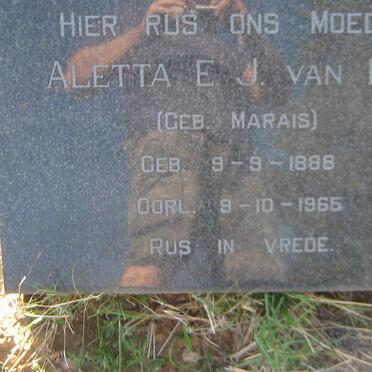 HIER RUS ONS MOED
ALETTA E. J. VAN
(GEB. MARAIS)
GEB. 9-9-1888
OORL. 9-10-1965
RUS IN VREDE.